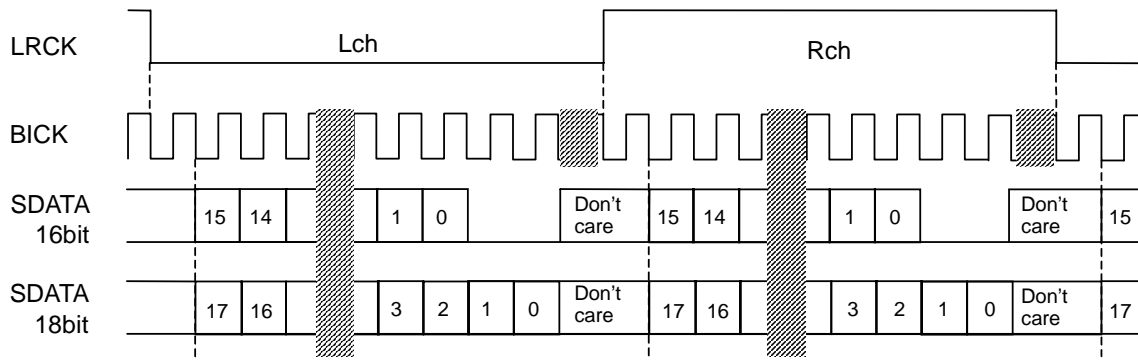 LRCK
Lch
Rch
BICK
SDATA
16bit
15 14 1 0 Don't care 15 14 1 0 Don't care 15
SDATA
18bit
17 16 3 2 1 0 Don't care 17 16 3 2 1 0 Don't care 17